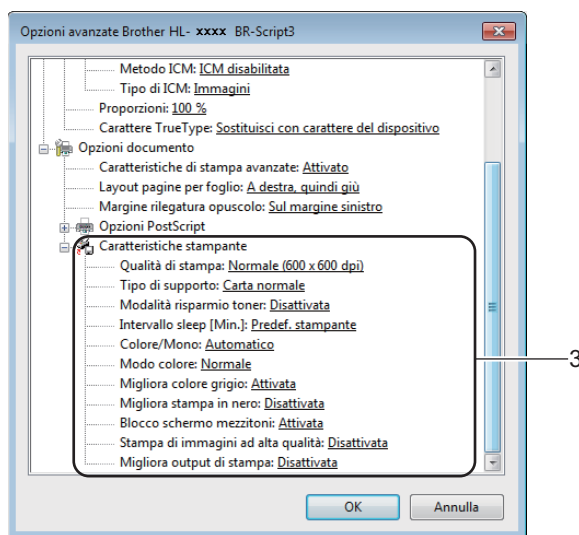 Opzioni avanzate Brother HL- xxxx BR-Script3
Metodo ICM: ICM disabilitata
Tipo di ICM: Immagini
Proporzioni: 100 %
Carattere TrueType: Sostituisci con carattere del dispositivo
Opzioni documento
Caratteristiche di stampa avanzate: Attivato
Layout pagine per foglio: A destra, quindi giù
Margine rilegatura opuscolo: Sul margine sinistro
Opzioni PostScript
Caratteristiche stampante
Qualità di stampa: Normale (600 x 600 dpi)
Tipo di supporto: Carta normale
Modalità risparmio toner: Disattivata
Intervallo sleep [Min.]: Predef. stampante
Colore/Mono: Automatico
Modo colore: Normale
Migliora colore grigio: Attivata
Migliora stampa in nero: Disattivata
Blocco schermo mezzitoni: Attivata
Stampa di immagini ad alta qualità: Disattivata
Migliora output di stampa: Disattivata
3
OK Annulla